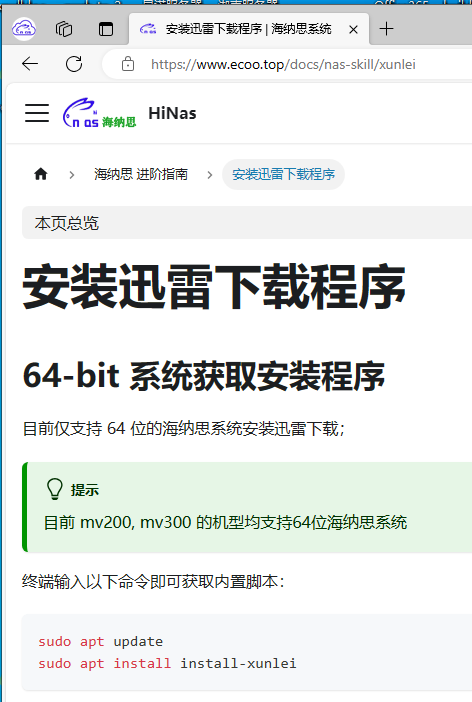 安装迅雷下载程序 | 海纳思系统
https://www.ecoo.top/docs/nas-skill/xunlei
nas 海纳思 HiNas
海纳思 进阶指南 > 安装迅雷下载程序
本页总览
安装迅雷下载程序
64-bit 系统获取安装程序
目前仅支持 64 位的海纳思系统安装迅雷下载；
提示
目前 mv200, mv300 的机型均支持64位海纳思系统
终端输入以下命令即可获取内置脚本：
sudo apt update
sudo apt install install-xunlei